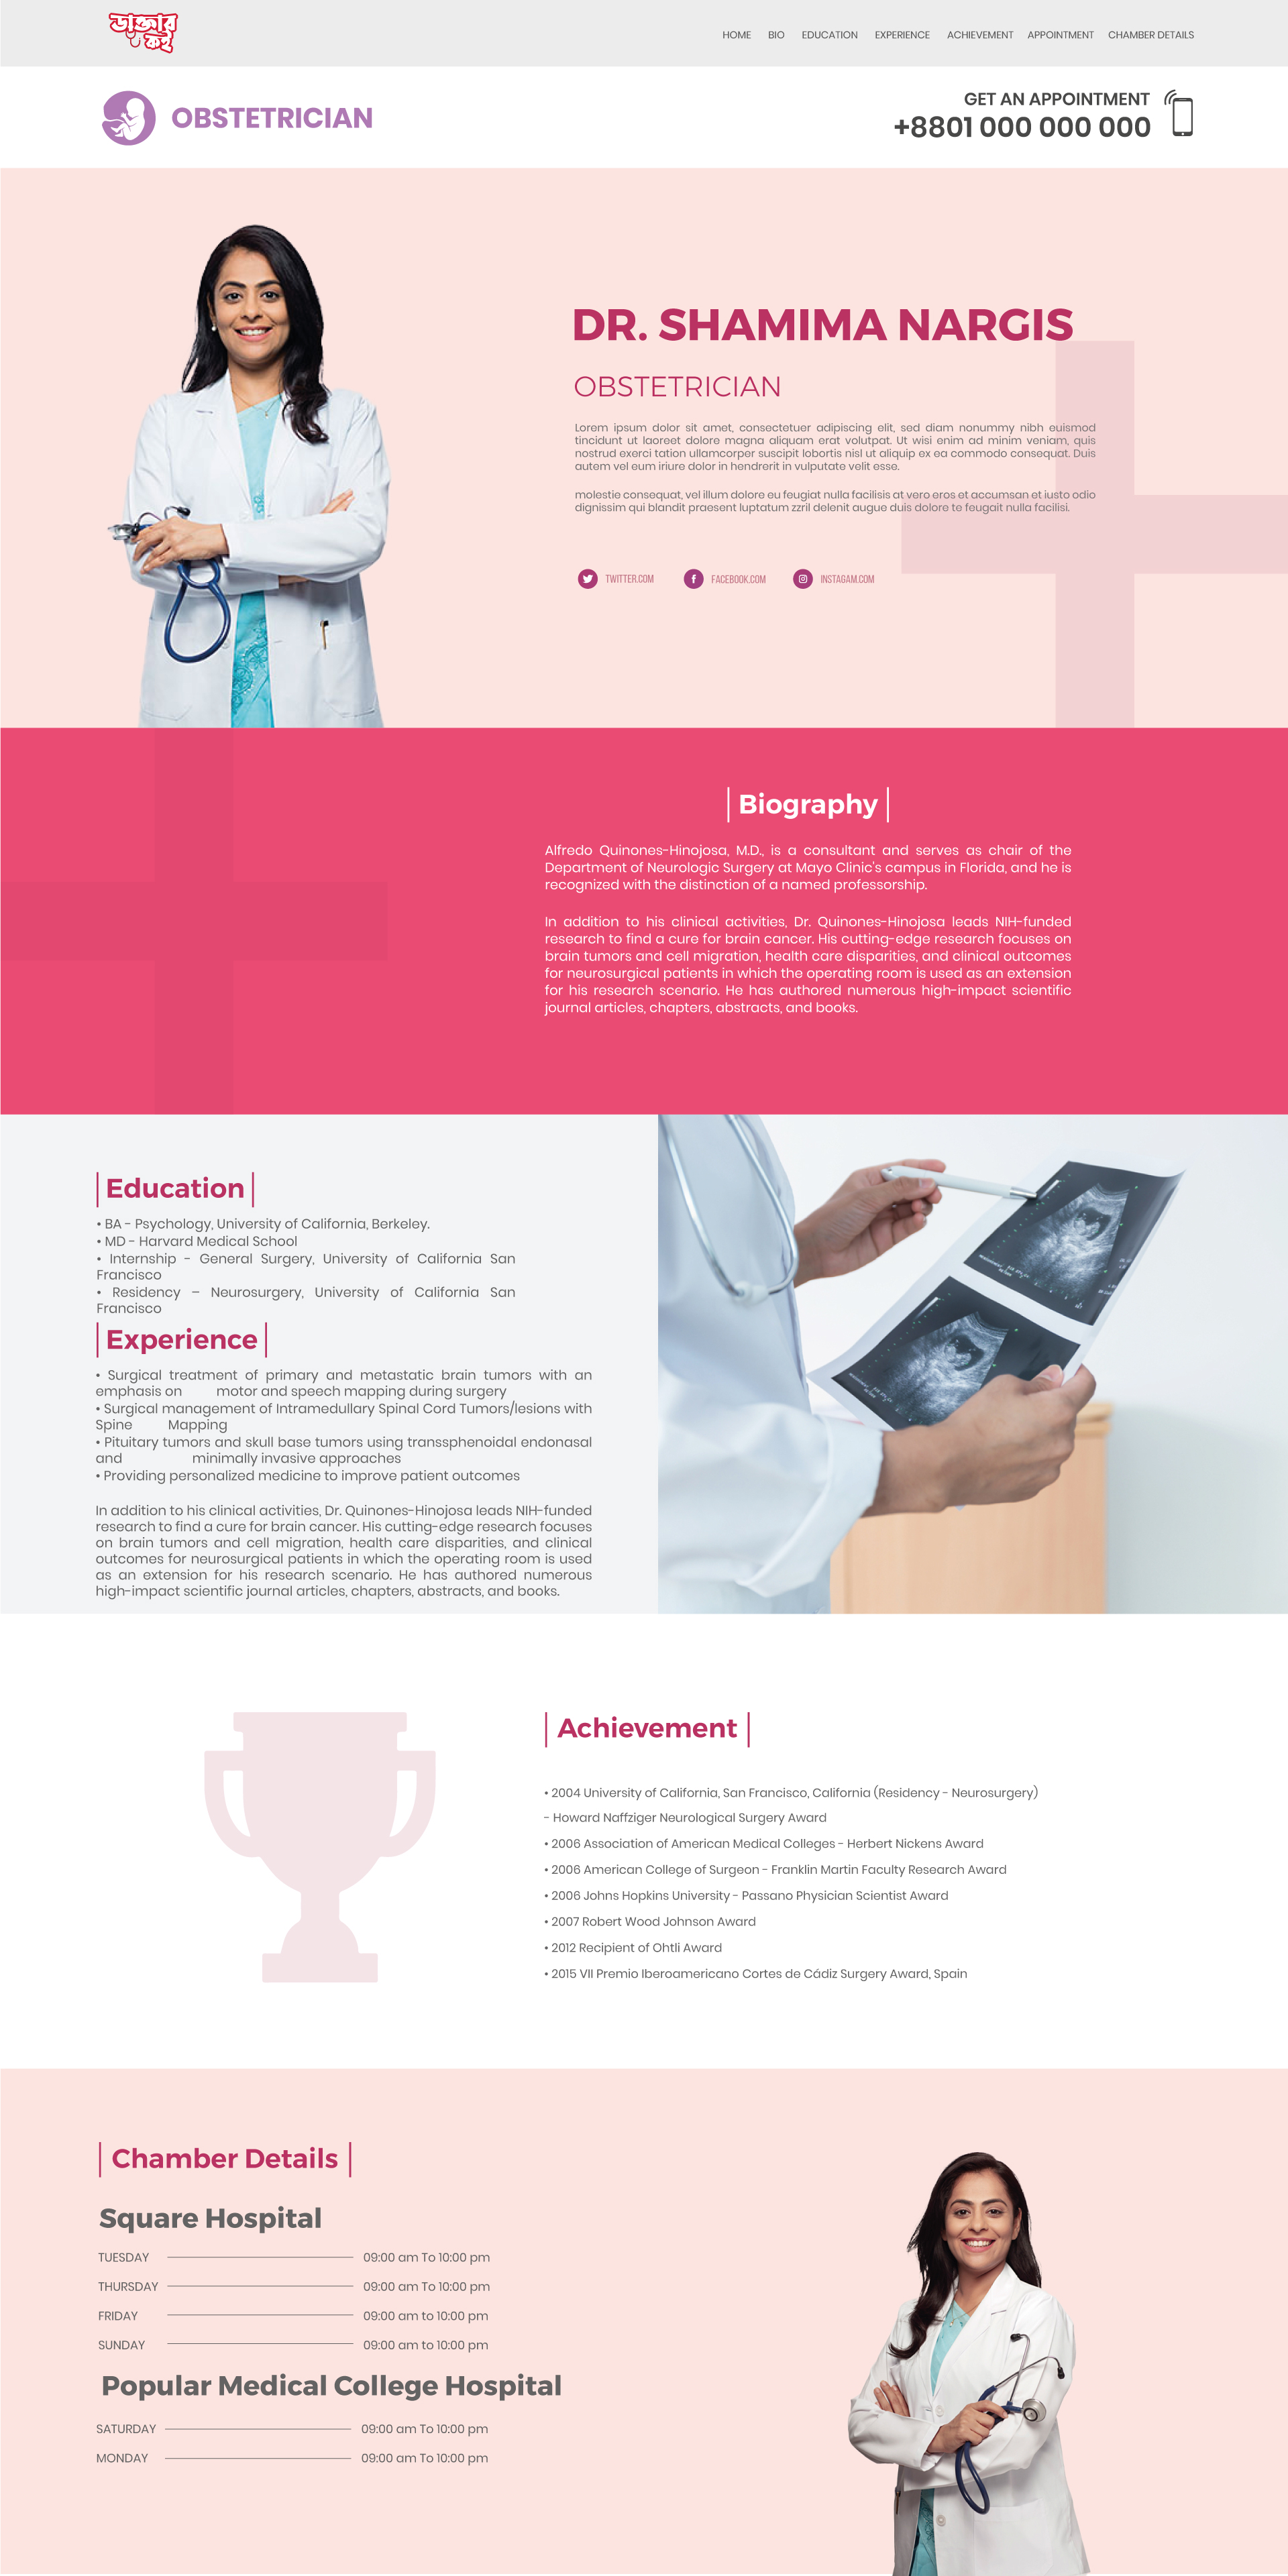 ডাক্তার
কই
HOME BIO EDUCATION EXPERIENCE ACHIEVEMENT APPOINTMENT CHAMBER DETAILS
OBSTETRICIAN
GET AN APPOINTMENT
+8801 000 000 000
DR. SHAMIMA NARGIS
OBSTETRICIAN
Lorem ipsum dolor sit amet, consectetuer adipiscing elit, sed diam nonummy nibh euismod
tincidunt ut laoreet dolore magna aliquam erat volutpat. Ut wisi enim ad minim veniam, quis
nostrud exerci tation ullamcorper suscipit lobortis nisl ut aliquip ex ea commodo consequat. Duis
autem vel eum iriure dolor in hendrerit in vulputate velit esse.
molestie consequat, vel illum dolore eu feugiat nulla facilisis at vero eros et accumsan et iusto odio
dignissim qui blandit praesent luptatum zzril delenit augue duis dolore te feugait nulla facilisi.
TWITTER.COM FACEBOOK.COM INSTAGAM.COM
Biography
Alfredo Quinones-Hinojosa, M.D., is a consultant and serves as chair of the
Department of Neurologic Surgery at Mayo Clinic's campus in Florida, and he is
recognized with the distinction of a named professorship.
In addition to his clinical activities, Dr. Quinones-Hinojosa leads NIH-funded
research to find a cure for brain cancer. His cutting-edge research focuses on
brain tumors and cell migration, health care disparities, and clinical outcomes
for neurosurgical patients in which the operating room is used as an extension
for his research scenario. He has authored numerous high-impact scientific
journal articles, chapters, abstracts, and books.
Education
• BA - Psychology, University of California, Berkeley.
• MD - Harvard Medical School
• Internship - General Surgery, University of California San
Francisco
• Residency – Neurosurgery, University of California San
Francisco
Experience
• Surgical treatment of primary and metastatic brain tumors with an
emphasis on motor and speech mapping during surgery
• Surgical management of Intramedullary Spinal Cord Tumors/lesions with
Spine Mapping
• Pituitary tumors and skull base tumors using transsphenoidal endonasal
and minimally invasive approaches
• Providing personalized medicine to improve patient outcomes
In addition to his clinical activities, Dr. Quinones-Hinojosa leads NIH-funded
research to find a cure for brain cancer. His cutting-edge research focuses
on brain tumors and cell migration, health care disparities, and clinical
outcomes for neurosurgical patients in which the operating room is used
as an extension for his research scenario. He has authored numerous
high-impact scientific journal articles, chapters, abstracts, and books.
Achievement
• 2004 University of California, San Francisco, California (Residency - Neurosurgery)
- Howard Naffziger Neurological Surgery Award
• 2006 Association of American Medical Colleges - Herbert Nickens Award
• 2006 American College of Surgeon - Franklin Martin Faculty Research Award
• 2006 Johns Hopkins University - Passano Physician Scientist Award
• 2007 Robert Wood Johnson Award
• 2012 Recipient of Ohtli Award
• 2015 VII Premio Iberoamericano Cortes de Cádiz Surgery Award, Spain
Chamber Details
Square Hospital
TUESDAY 09:00 am To 10:00 pm
THURSDAY 09:00 am To 10:00 pm
FRIDAY 09:00 am to 10:00 pm
SUNDAY 09:00 am to 10:00 pm
Popular Medical College Hospital
SATURDAY 09:00 am To 10:00 pm
MONDAY 09:00 am To 10:00 pm